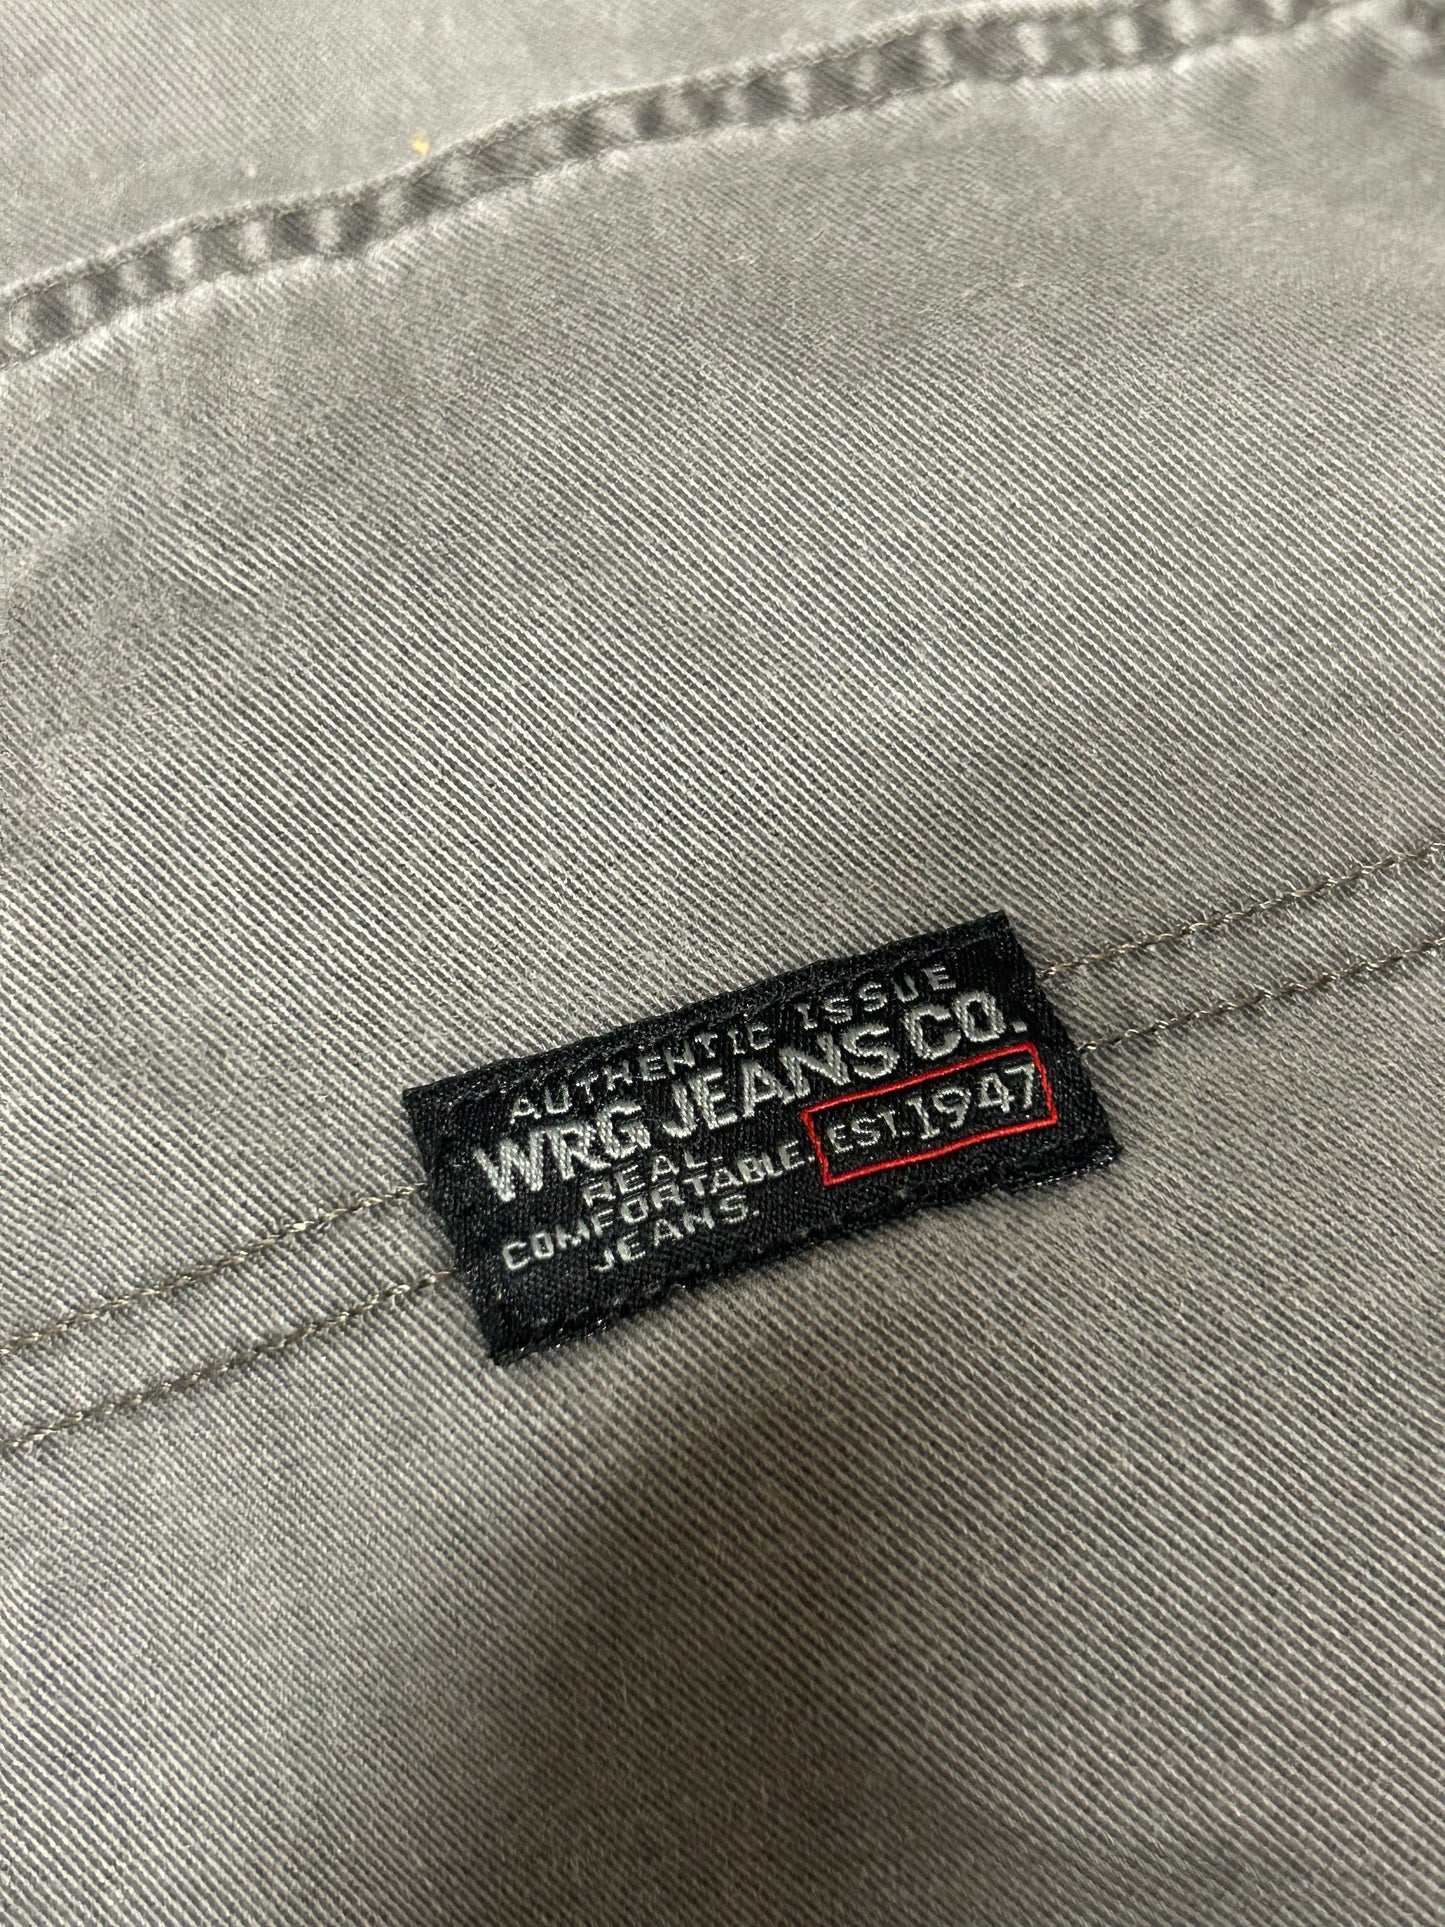 AUTHENTIC ISSUE
WRG JEANS CO.
REAL.
COMFORTABLE.
JEANS.
EST. 1947